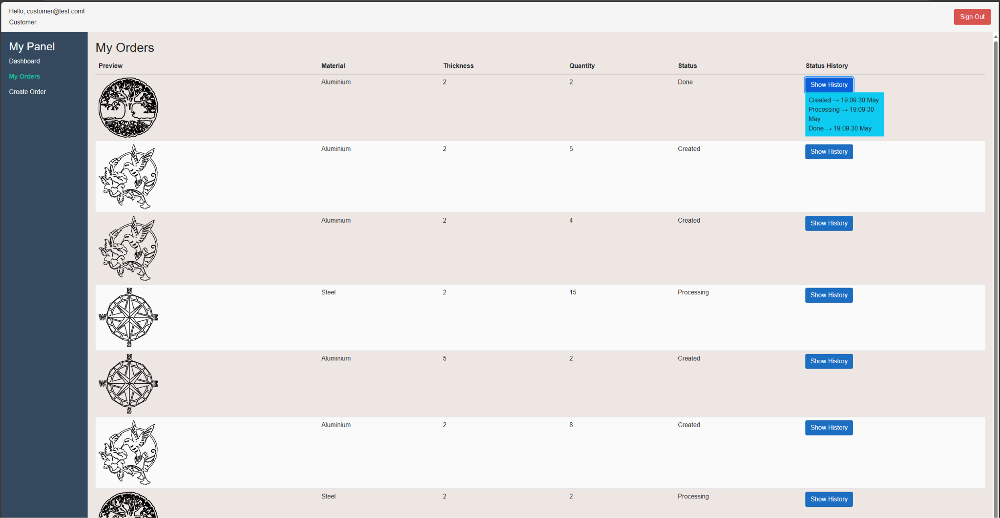 Hello, customer@test.com!
Customer
Sign Out
My Panel
Dashboard
My Orders
Create Order
My Orders
Preview Material Thickness Quantity Status Status History
Aluminium 2 2 Done Show History
Created → 19:09 30 May
Processing → 19:09 30
May
Done → 19:09 30 May
Aluminium 2 5 Created Show History
Aluminium 2 4 Created Show History
N
Steel 2 15 Processing Show History
W E
S
N
Aluminium 5 2 Created Show History
W E
S
Aluminium 2 8 Created Show History
Steel 2 2 Processing Show History